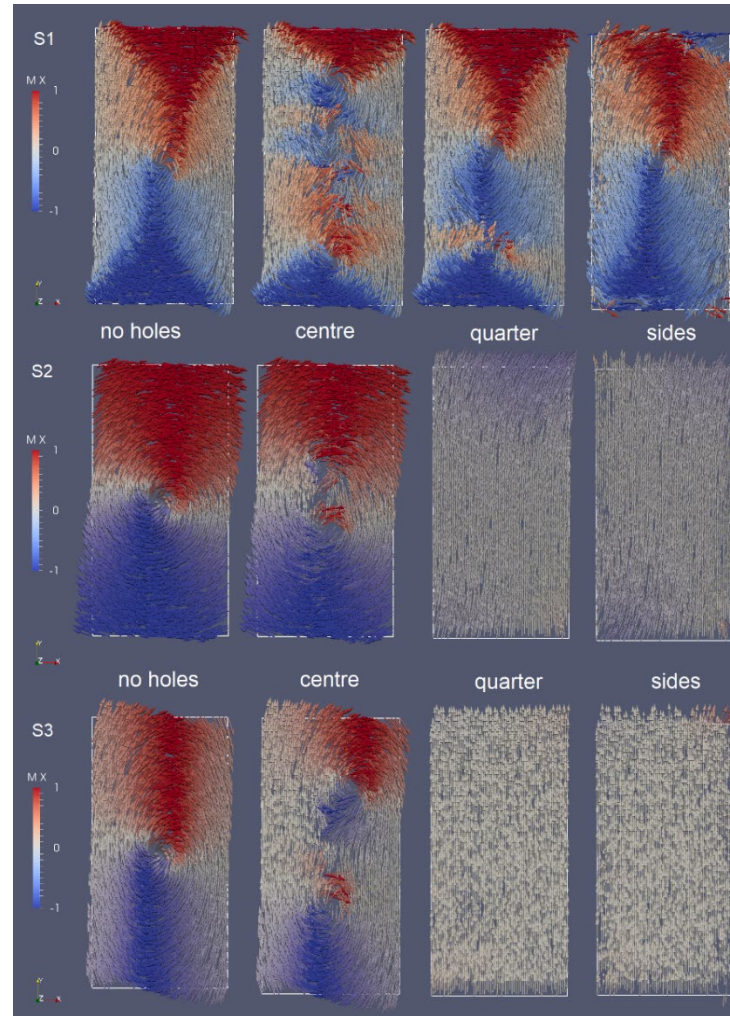 S1
M X
1
0
-1
Y
Z X
no holes centre quarter sides
S2
M X
1
0
-1
Y
Z X
no holes centre quarter sides
S3
M X
1
0
-1
Y
Z X